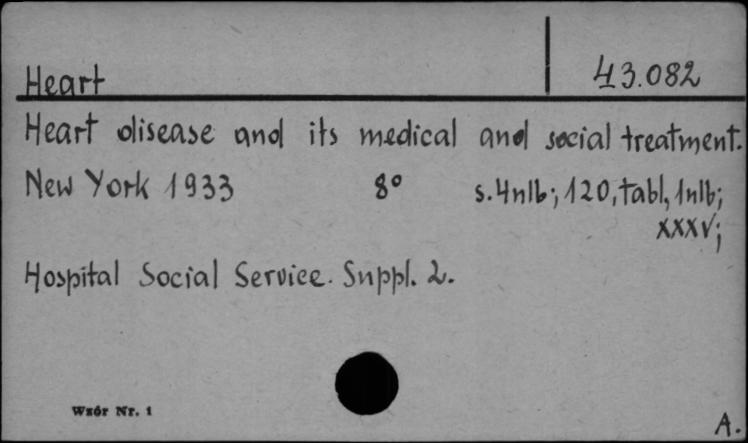 Heart
43.082
Heart disease and its medical and social treatment.
New York 1933 8° s.4nlb; 120, tabl, 1nlb;
XXXV;
Hospital Social Service. Suppl. 2.
Wzór Nr. 1
A.